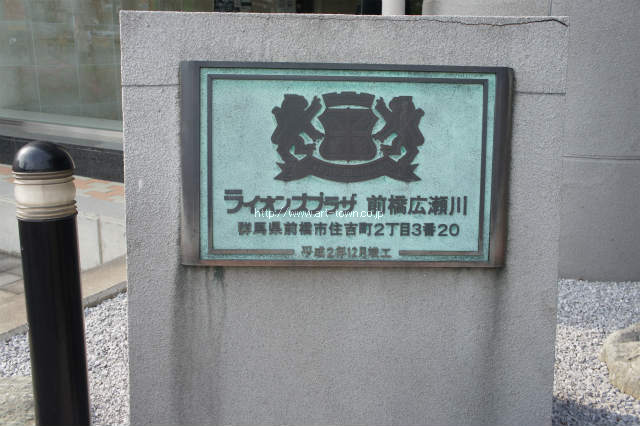 ライオンズプラザ 前橋広瀬川
http://www.art-town.co.jp
群馬県前橋市住吉町2丁目3番20
平成2年12月竣工